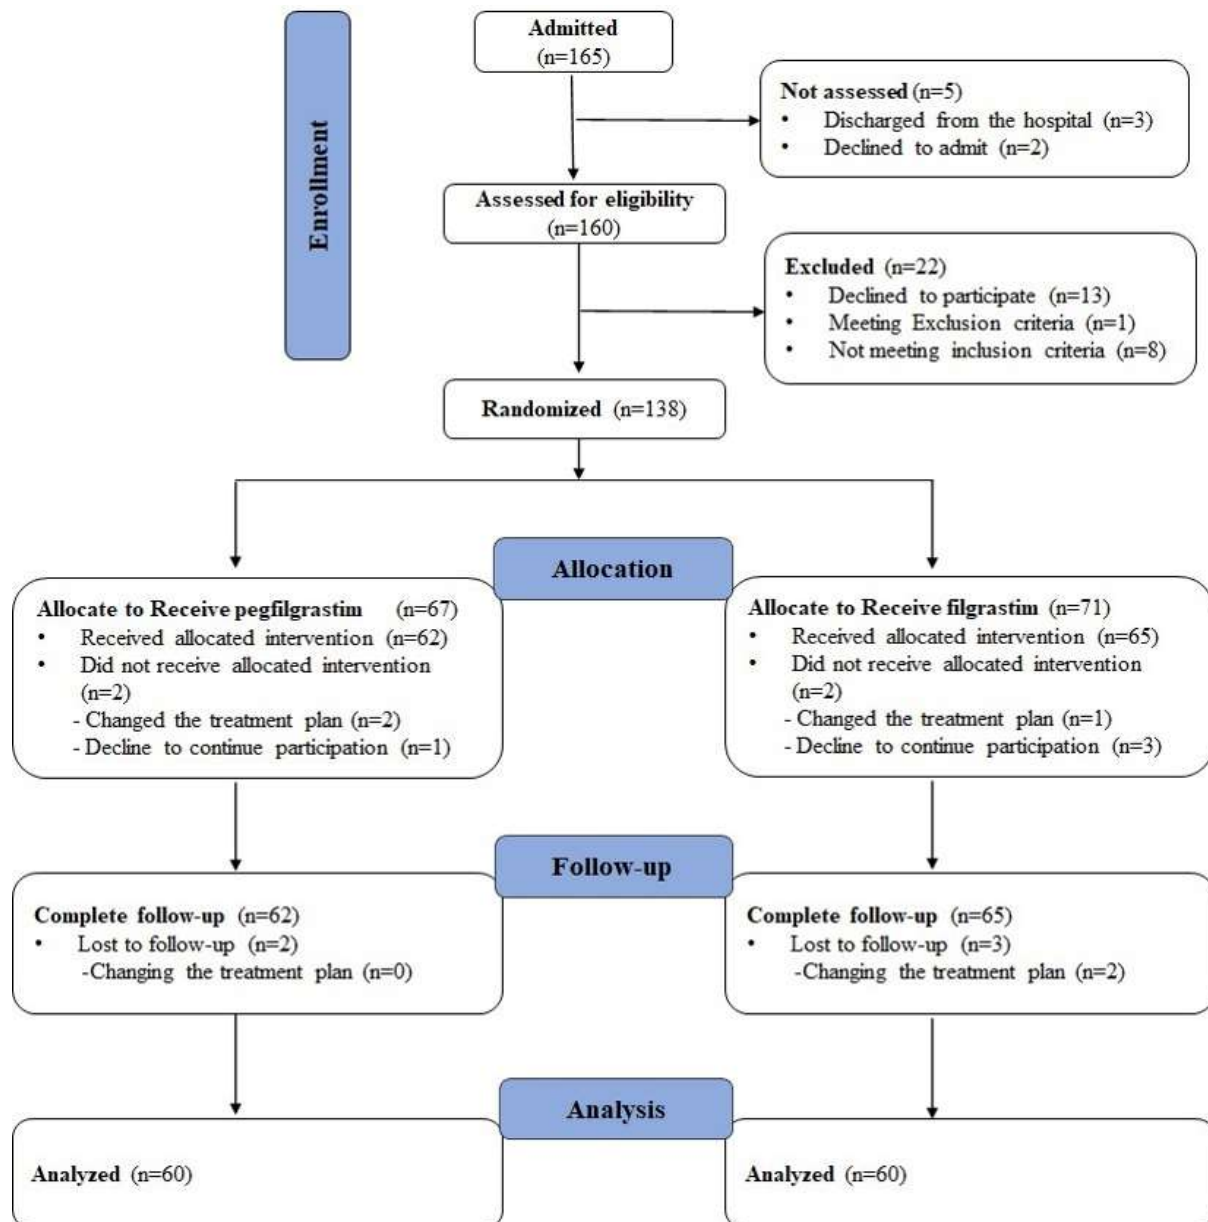 Enrollment
Admitted
(n=165)
Not assessed (n=5)
• Discharged from the hospital (n=3)
• Declined to admit (n=2)
Assessed for eligibility
(n=160)
Excluded (n=22)
• Declined to participate (n=13)
• Meeting Exclusion criteria (n=1)
• Not meeting inclusion criteria (n=8)
Randomized (n=138)
Allocation
Allocate to Receive pegfilgrastim (n=67)
• Received allocated intervention (n=62)
• Did not receive allocated intervention
(n=2)
- Changed the treatment plan (n=2)
- Decline to continue participation (n=1)
Allocate to Receive filgrastim (n=71)
• Received allocated intervention (n=65)
• Did not receive allocated intervention
(n=2)
- Changed the treatment plan (n=1)
- Decline to continue participation (n=3)
Follow-up
Complete follow-up (n=62)
• Lost to follow-up (n=2)
-Changing the treatment plan (n=0)
Complete follow-up (n=65)
• Lost to follow-up (n=3)
-Changing the treatment plan (n=2)
Analysis
Analyzed (n=60)
Analyzed (n=60)